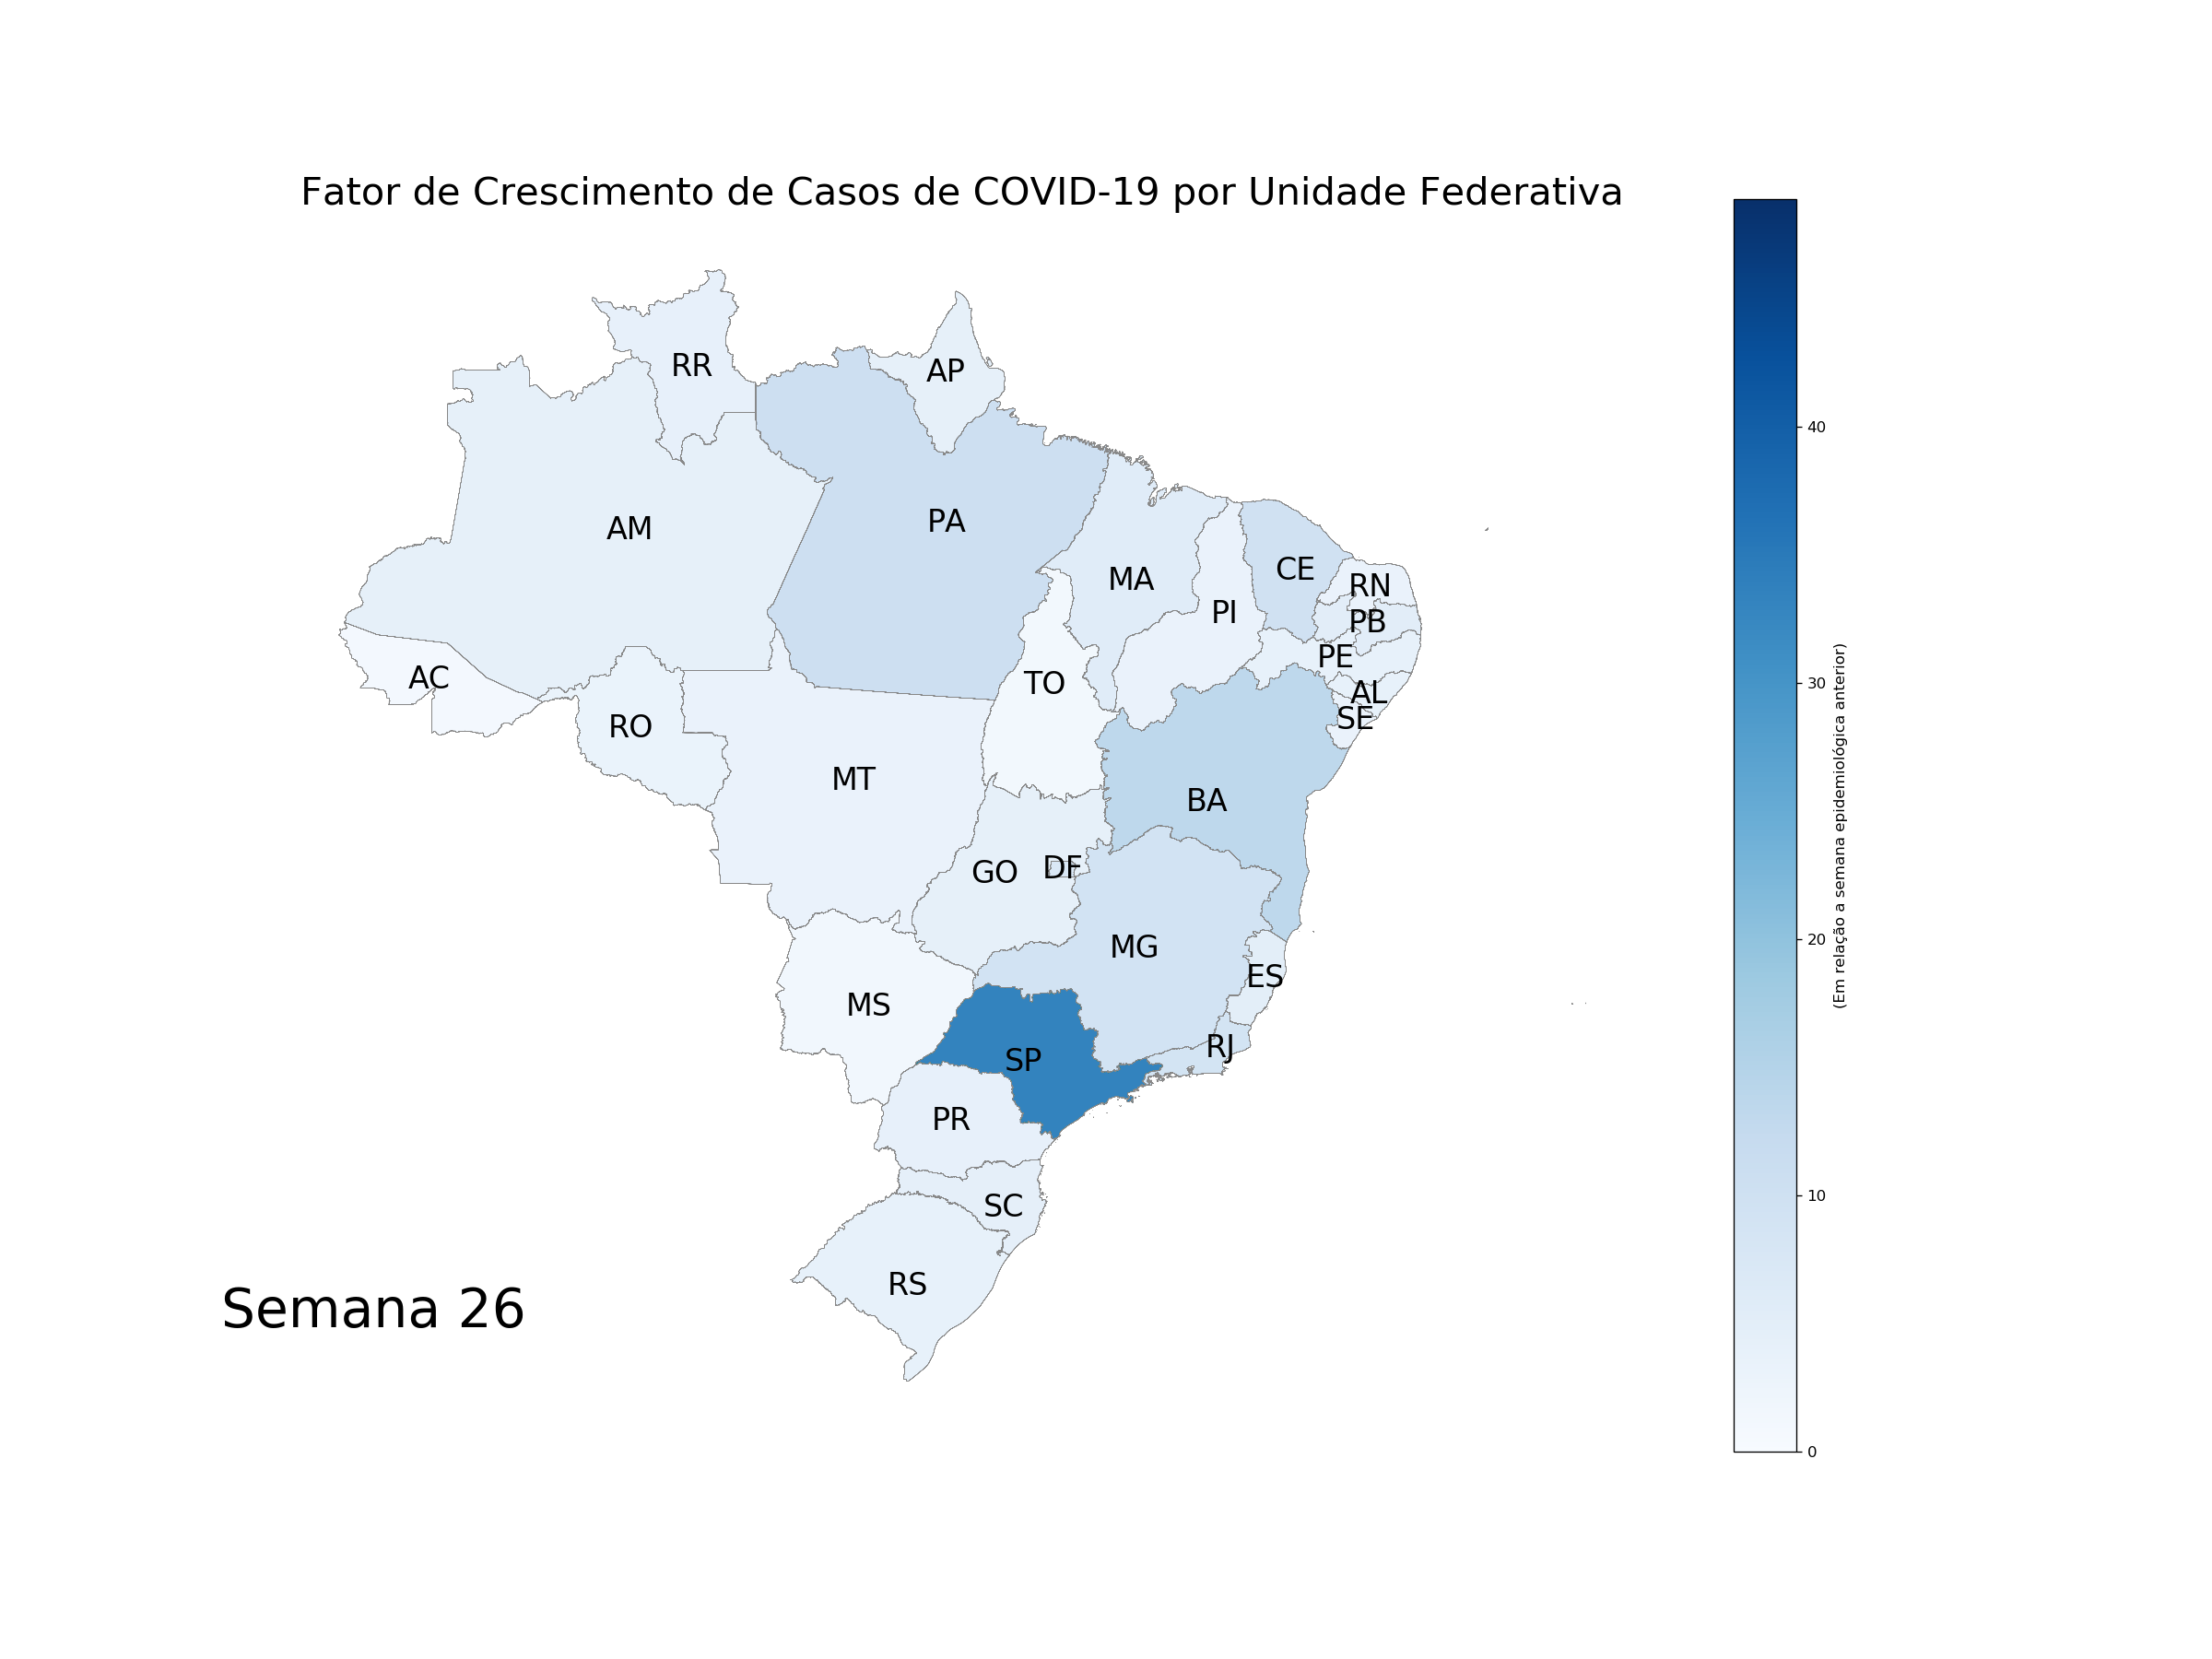 Fator de Crescimento de Casos de COVID-19 por Unidade Federativa
RR
AP
AM
PA
MA
CE
RN
PI
PB
PE
AC
TO
AL
SE
RO
MT
BA
GO
DF
MG
ES
MS
RJ
SP
PR
SC
RS
Semana 26
40
30
20
10
0
(Em relação a semana epidemiológica anterior)